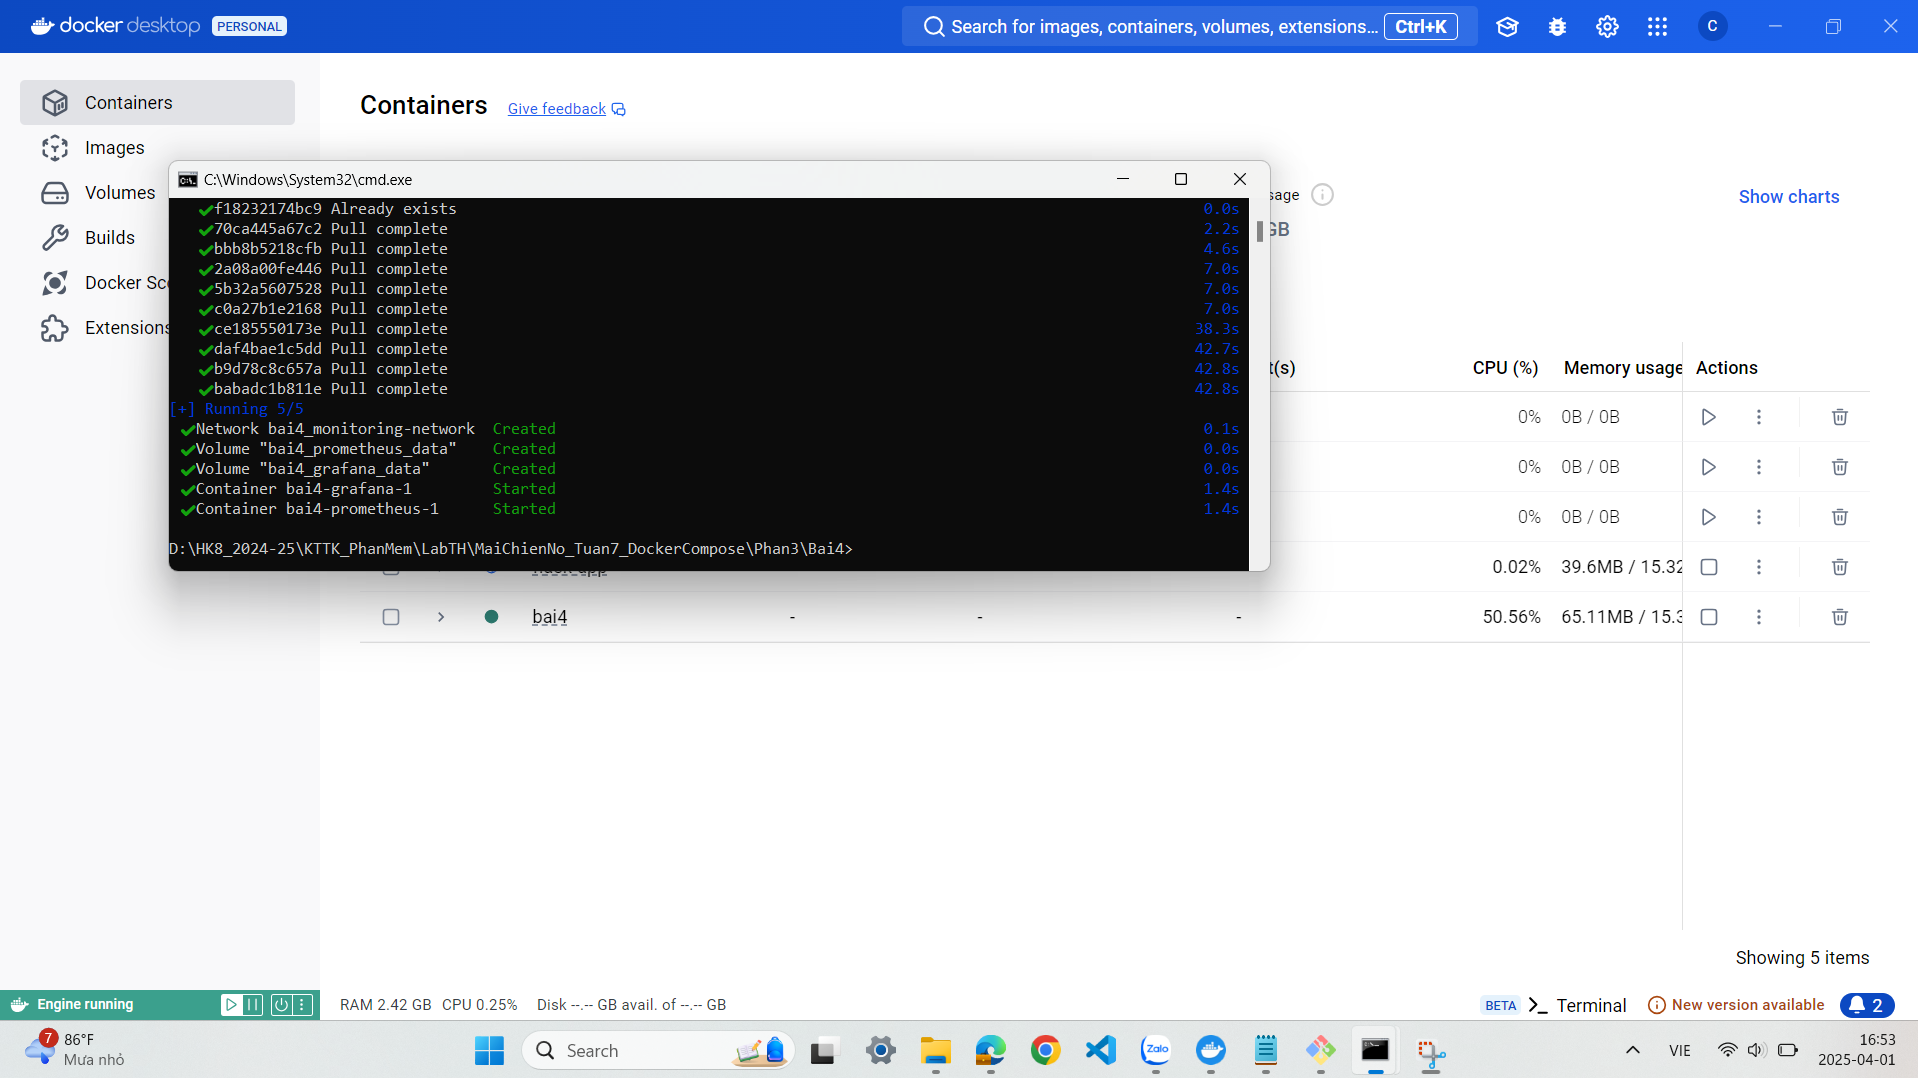 docker desktop PERSONAL
Search for images, containers, volumes, extensions... Ctrl+K
C
Containers
Images
Volumes
Builds
Docker Sc
Extensions
Containers Give feedback
sage
GB
Show charts
C:\Windows\System32\cmd.exe
f18232174bc9 Already exists 0.0s
70ca445a67c2 Pull complete 2.2s
bbb8b5218cfb Pull complete 4.6s
2a08a00fe446 Pull complete 7.0s
5b32a5607528 Pull complete 7.0s
c0a27b1e2168 Pull complete 7.0s
ce185550173e Pull complete 38.3s
daf4bae1c5dd Pull complete 42.7s
b9d78c8c657a Pull complete 42.8s
babadc1b811e Pull complete 42.8s
[+] Running 5/5
Network bai4_monitoring-network Created 0.1s
Volume "bai4_prometheus_data" Created 0.0s
Volume "bai4_grafana_data" Created 0.0s
Container bai4-grafana-1 Started 1.4s
Container bai4-prometheus-1 Started 1.4s
D:\HK8_2024-25\KTTK_PhanMem\LabTH\MaiChienNo_Tuan7_DockerCompose\Phan3\Bai4>
t(s) CPU (%) Memory usage Actions
0% 0B / 0B
0% 0B / 0B
0% 0B / 0B
0.02% 39.6MB / 15.32
bai4 - - - 50.56% 65.11MB / 15.3
Showing 5 items
Engine running
RAM 2.42 GB CPU 0.25% Disk --.-- GB avail. of --.-- GB
BETA Terminal New version available 2
7 86°F
Mưa nhỏ
Search
Zalo
VIE
16:53
2025-04-01